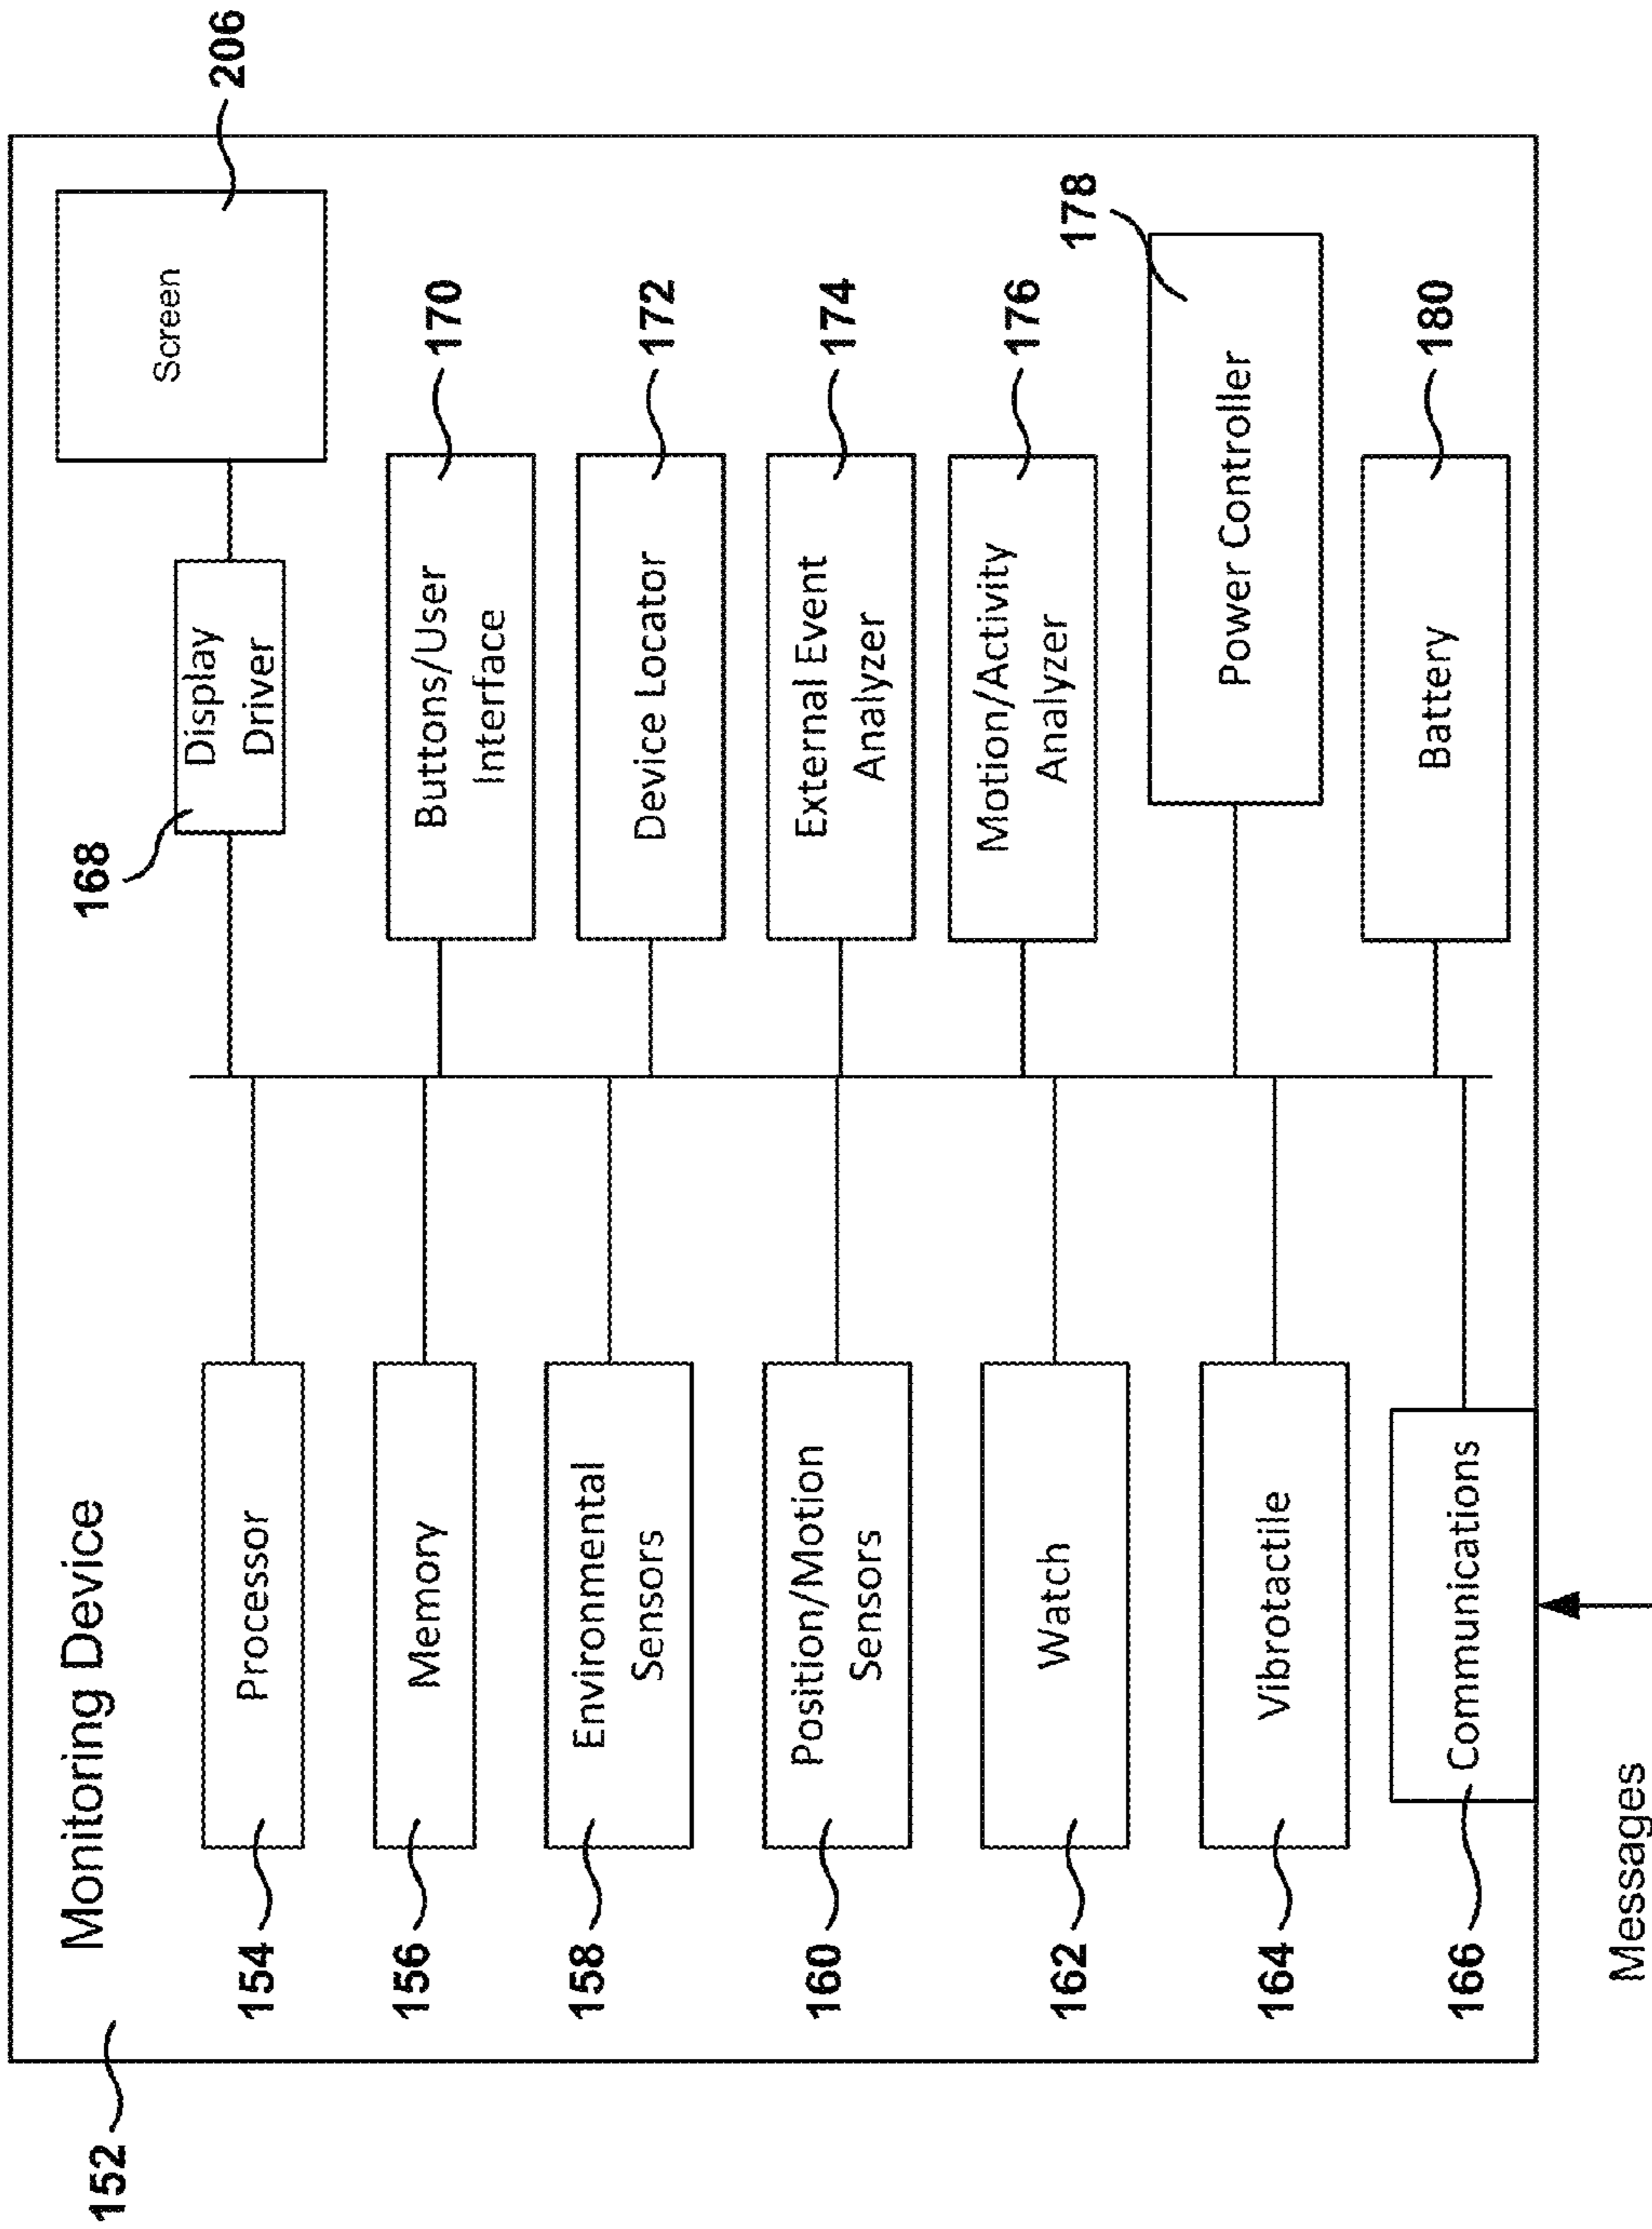 152
Monitoring Device
154
Processor
156
Memory
158
Environmental
Sensors
160
Position/Motion
Sensors
162
Watch
164
Vibrotactile
166
Communications
Messages
168
Display
Driver
Screen
206
Buttons/User
Interface
170
Device Locator
172
External Event
Analyzer
174
Motion/Activity
Analyzer
176
Power Controller
178
Battery
180